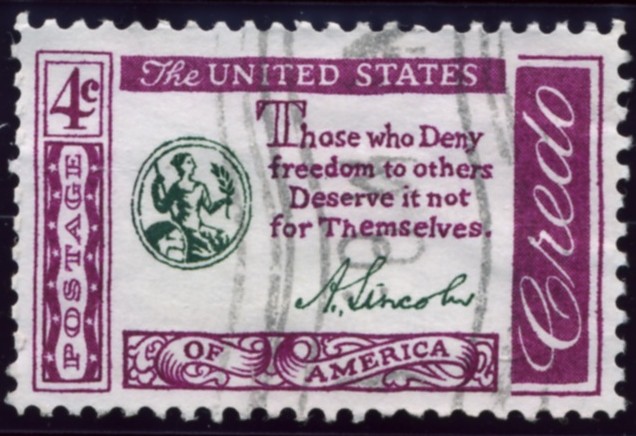 4c
POSTAGE
The UNITED STATES
Those who Deny
freedom to others
Deserve it not
for Themselves.
A. Lincoln
OF AMERICA
Credo